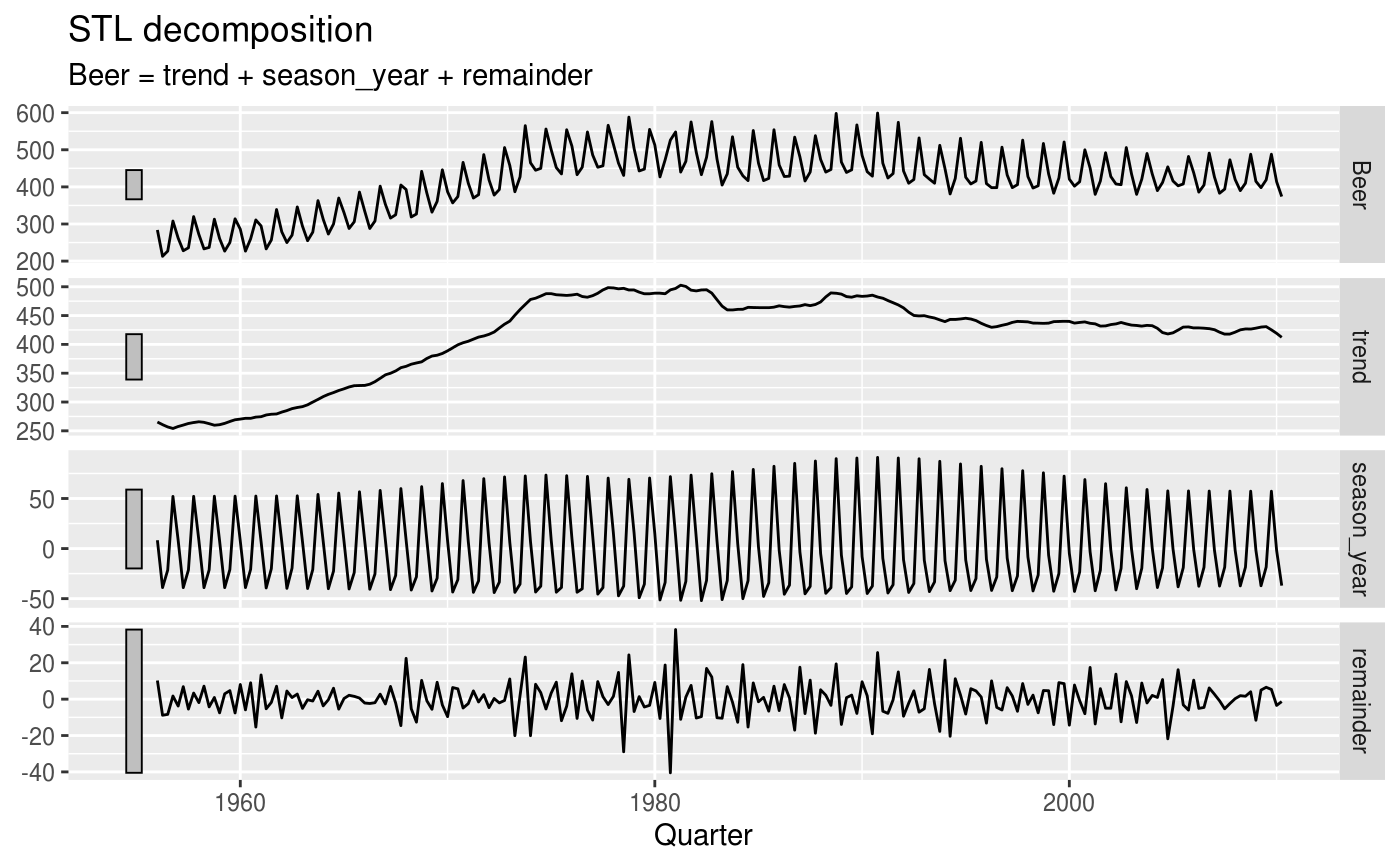 STL decomposition
Beer = trend + season_year + remainder
600
500
400
300
200
Beer
500
450
400
350
300
250
trend
50
0
-50
season_year
40
20
0
-20
-40
remainder
1960 1980 2000
Quarter